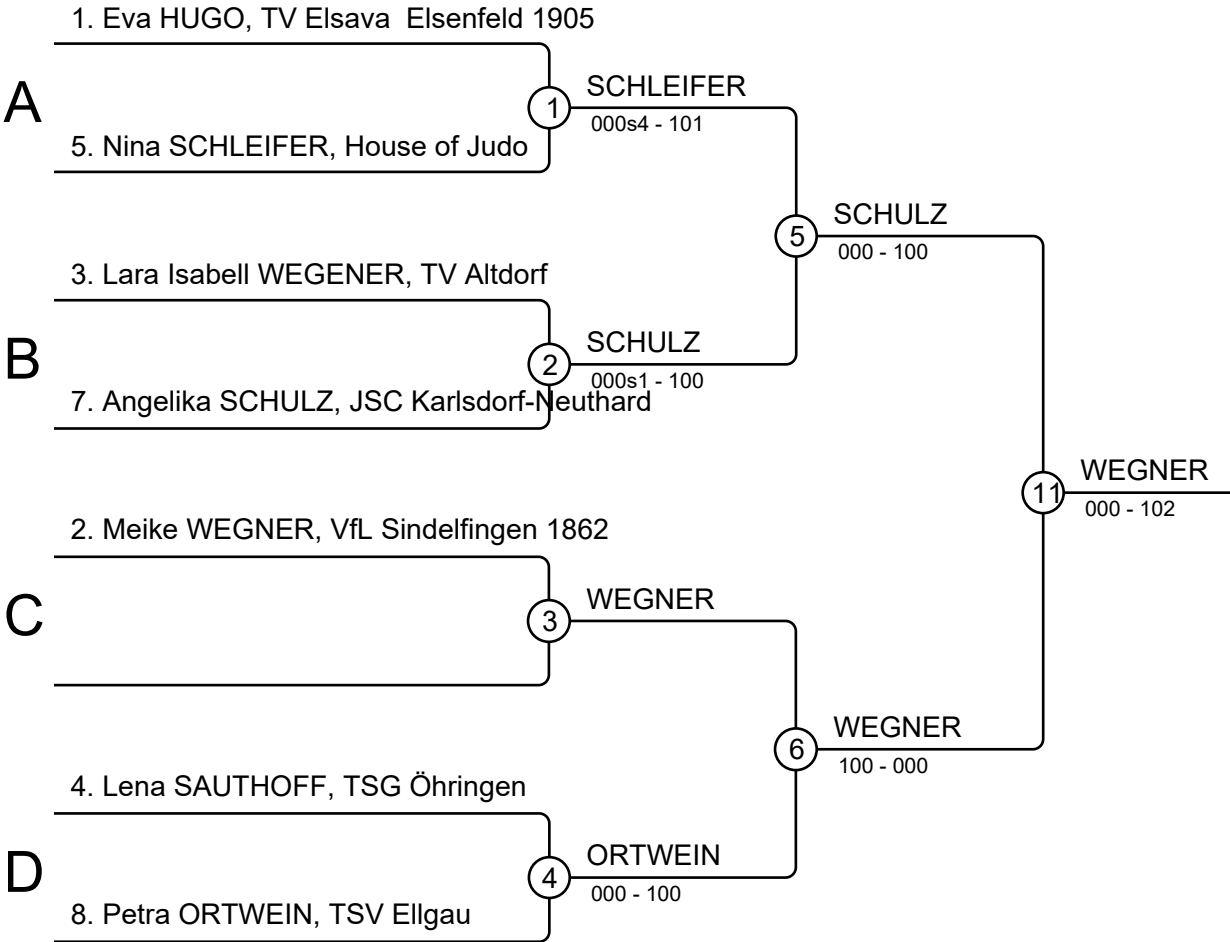 1. Eva HUGO, TV Elsava  Elsenfeld 1905
A
1
SCHLEIFER
000s4 - 101
5. Nina SCHLEIFER, House of Judo
5
SCHULZ
000 - 100
3. Lara Isabell WEGENER, TV Altdorf
B
2
SCHULZ
000s1 - 100
7. Angelika SCHULZ, JSC Karlsdorf-Neuthard
11
WEGNER
000 - 102
2. Meike WEGNER, VfL Sindelfingen 1862
C
3
WEGNER
6
WEGNER
100 - 000
4. Lena SAUTHOFF, TSG Öhringen
D
4
ORTWEIN
000 - 100
8. Petra ORTWEIN, TSV Ellgau